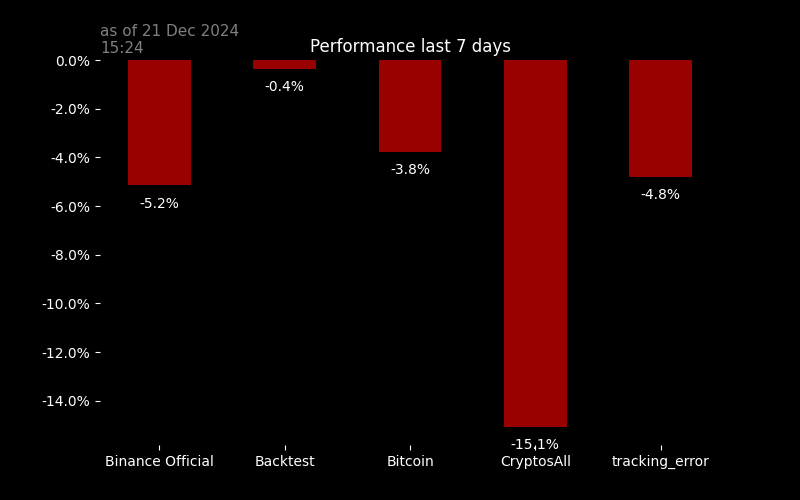 as of 21 Dec 2024
15:24
Performance last 7 days
0.0%
-2.0%
-4.0%
-6.0%
-8.0%
-10.0%
-12.0%
-14.0%
-5.2%
-0.4%
-3.8%
-15.1%
-4.8%
Binance Official
Backtest
Bitcoin
CryptosAll
tracking_error